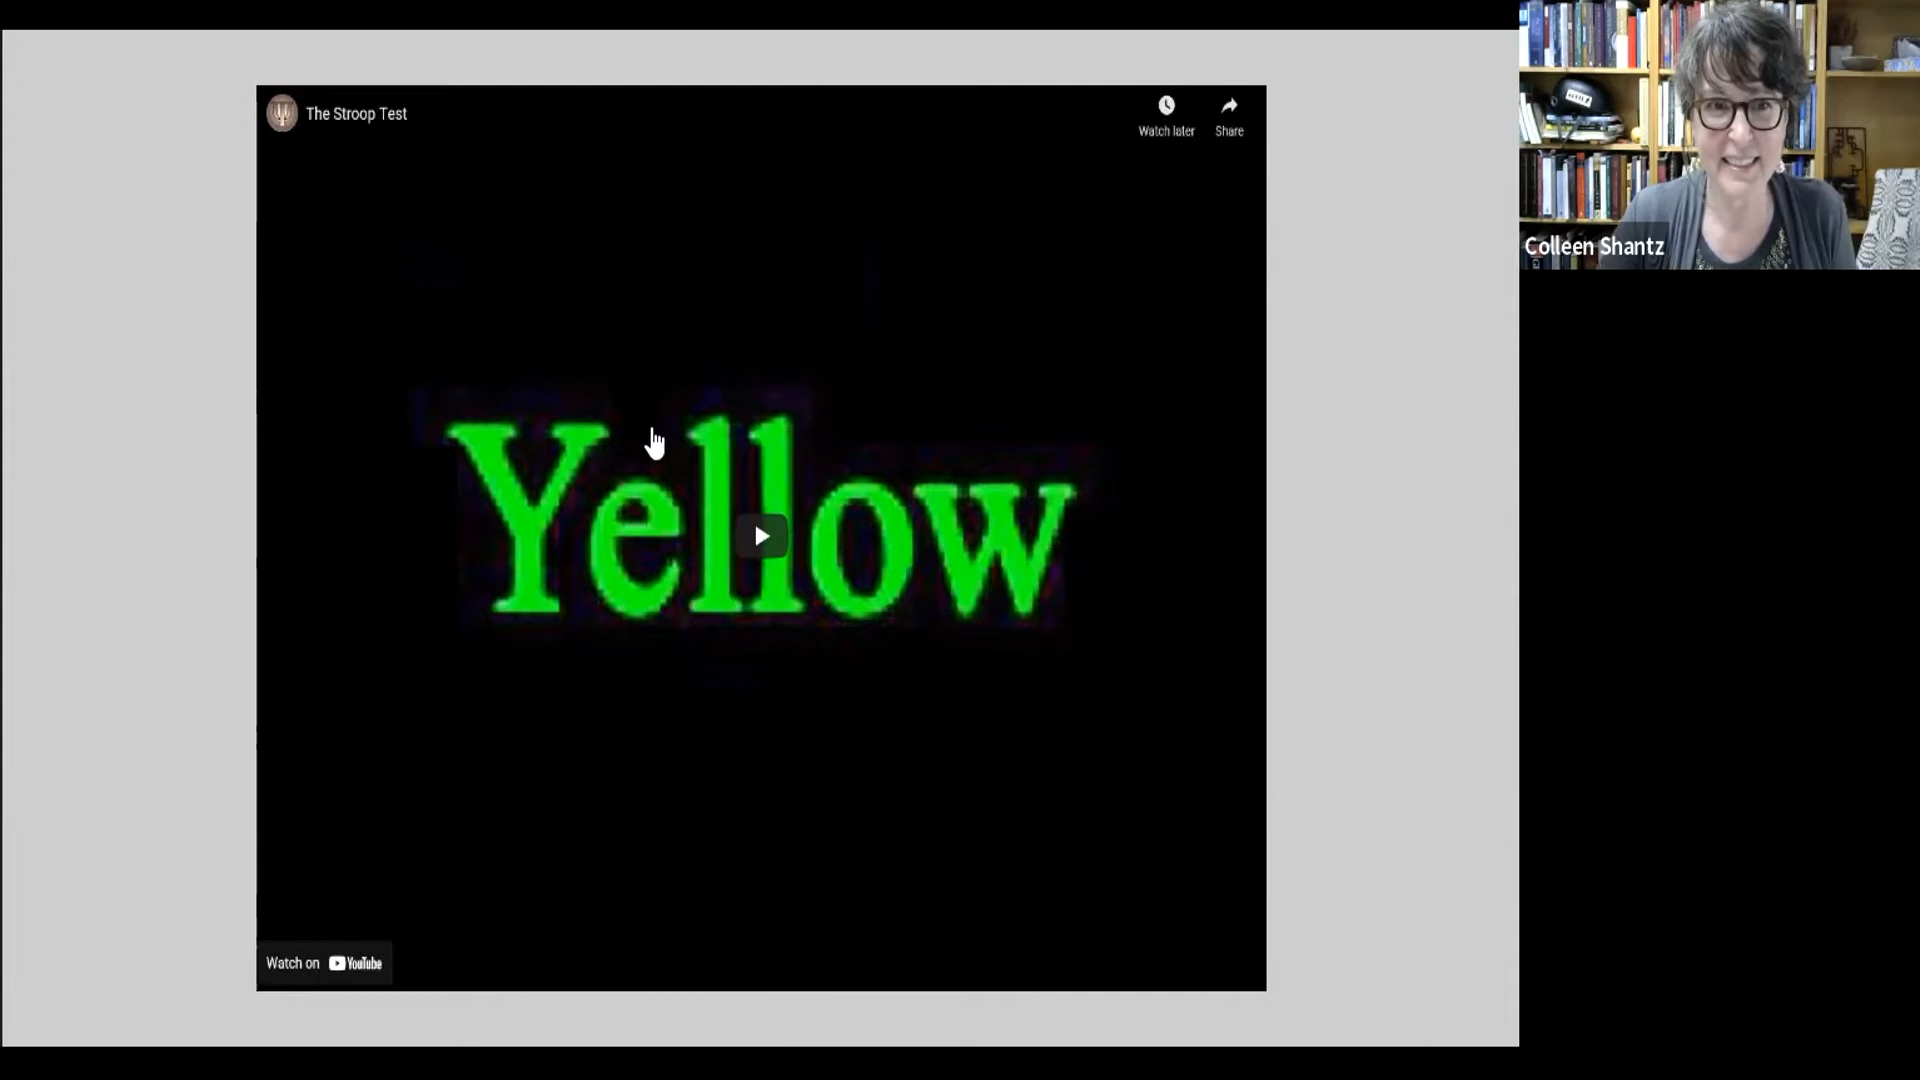 The Stroop Test
Watch later
Share
Yellow
Colleen Shantz
Watch on YouTube